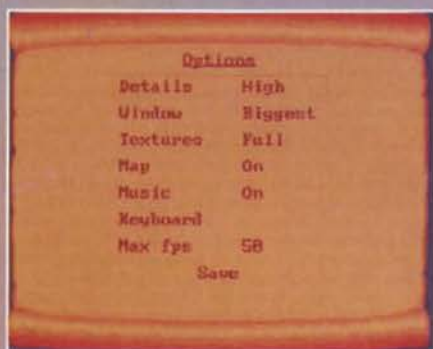 Options
Details High
Window Biggest
Textures Full
Map On
Music On
Keyboard
Max fps 50
Save